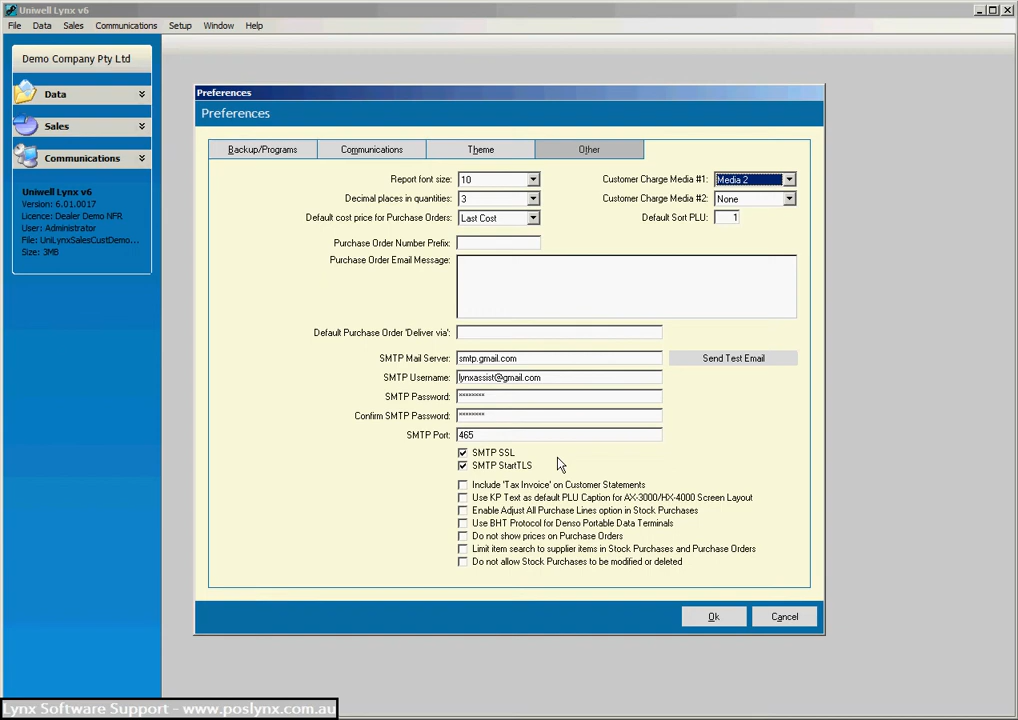 Uniwell Lynx v6
File Data Sales Communications Setup Window Help
Demo Company Pty Ltd
Data
Sales
Communications
Uniwell Lynx v6
Version: 6.01.0017
Licence: Dealer Demo NFR
User: Administrator
File: UniLynxSalesCustDemo...
Size: 3MB
Preferences
Preferences
Backup/Programs Communications Theme Other
Report font size: 10 Customer Charge Media #1: Media 2
Decimal places in quantities: 3 Customer Charge Media #2: None
Default cost price for Purchase Orders: Last Cost Default Sort PLU: 1
Purchase Order Number Prefix:
Purchase Order Email Message:
Default Purchase Order 'Deliver via':
SMTP Mail Server: smtp.gmail.com Send Test Email
SMTP Username: lynxassist@gmail.com
SMTP Password: ********
Confirm SMTP Password: ********
SMTP Port: 465
SMTP SSL
SMTP StartTLS
Include 'Tax Invoice' on Customer Statements
Use KP Text as default PLU Caption for AX-3000/HX-4000 Screen Layout
Enable Adjust All Purchase Lines option in Stock Purchases
Use BHT Protocol for Denso Portable Data Terminals
Do not show prices on Purchase Orders
Limit item search to supplier items in Stock Purchases and Purchase Orders
Do not allow Stock Purchases to be modified or deleted
Ok Cancel
Lynx Software Support - www.poslynx.com.au